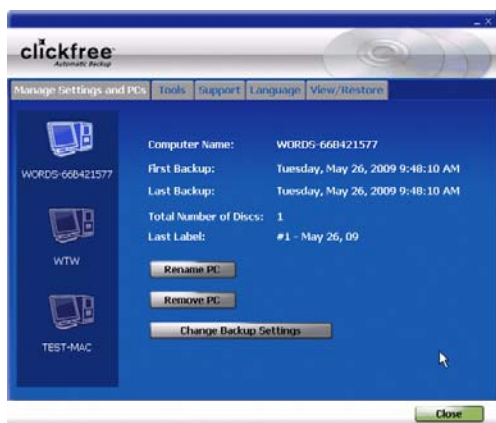 clickfree
Automatic Backup
Manage Settings and PCs Tools Support Language View/Restore
WORDS-66B421577
WTW
TEST-MAC
Computer Name: WORDS-66B421577
First Backup: Tuesday, May 26, 2009 9:48:10 AM
Last Backup: Tuesday, May 26, 2009 9:48:10 AM
Total Number of Discs: 1
Last Label: #1 - May 26, 09
Rename PC
Remove PC
Change Backup Settings
Close